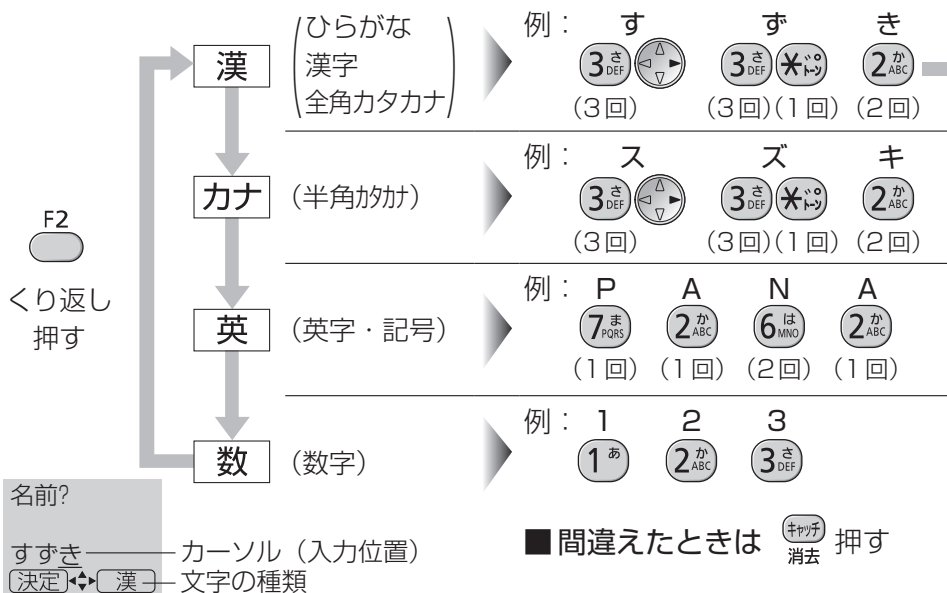 F2
くり返し
押す
漢
(ひらがな
漢字
全角カタカナ)
例： す ず き
3さDEF 3さDEF *゛゜トーン 2かABC
(3回) (3回)(1回) (2回)
カナ (半角ｶﾀｶﾅ)
例： ス ズ キ
3さDEF 3さDEF *゛゜トーン 2かABC
(3回) (3回)(1回) (2回)
英 (英字・記号)
例： P A N A
7まPQRS 2かABC 6はMNO 2かABC
(1回) (1回) (2回) (1回)
数 (数字)
例： 1 2 3
1あ 2かABC 3さDEF
名前?
すずき カーソル（入力位置）
決定 漢 文字の種類
■間違えたときは ｷｬｯﾁ 消去 押す